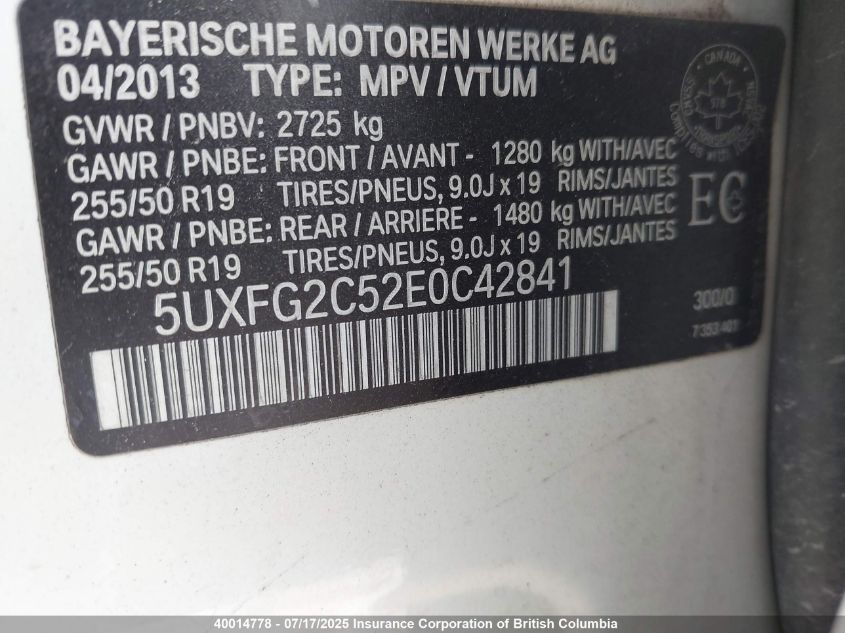 BAYERISCHE MOTOREN WERKE AG
04/2013 TYPE: MPV / VTUM
GVWR / PNBV: 2725 kg
GAWR / PNBE: FRONT / AVANT - 1280 kg WITH/AVEC
255/50 R19 TIRES/PNEUS, 9.0J x 19 RIMS/JANTES
GAWR / PNBE: REAR / ARRIERE - 1480 kg WITH/AVEC
255/50 R19 TIRES/PNEUS, 9.0J x 19 RIMS/JANTES
5UXFG2C52E0C42841
CANADA
EC
300/0
7 353 401
40014778 - 07/17/2025 Insurance Corporation of British Columbia